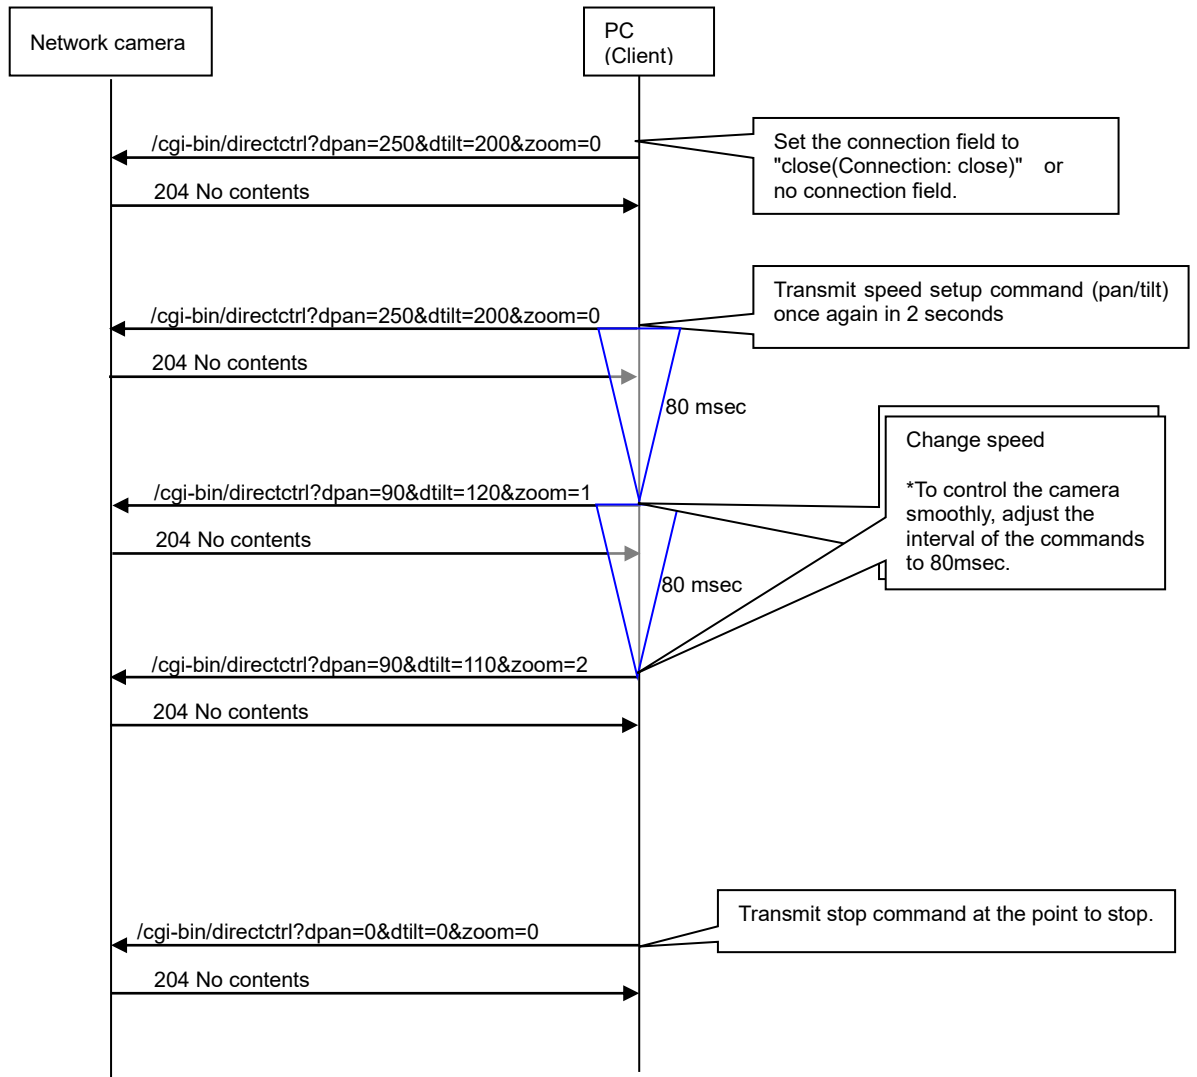 Network camera
PC
(Client)
/cgi-bin/directctrl?dpan=250&dtilt=200&zoom=0
Set the connection field to
"close(Connection: close)" or
no connection field.
204 No contents
/cgi-bin/directctrl?dpan=250&dtilt=200&zoom=0
Transmit speed setup command (pan/tilt)
once again in 2 seconds
204 No contents
80 msec
Change speed
*To control the camera
smoothly, adjust the
interval of the commands
to 80msec.
/cgi-bin/directctrl?dpan=90&dtilt=120&zoom=1
204 No contents
80 msec
/cgi-bin/directctrl?dpan=90&dtilt=110&zoom=2
204 No contents
Transmit stop command at the point to stop.
/cgi-bin/directctrl?dpan=0&dtilt=0&zoom=0
204 No contents